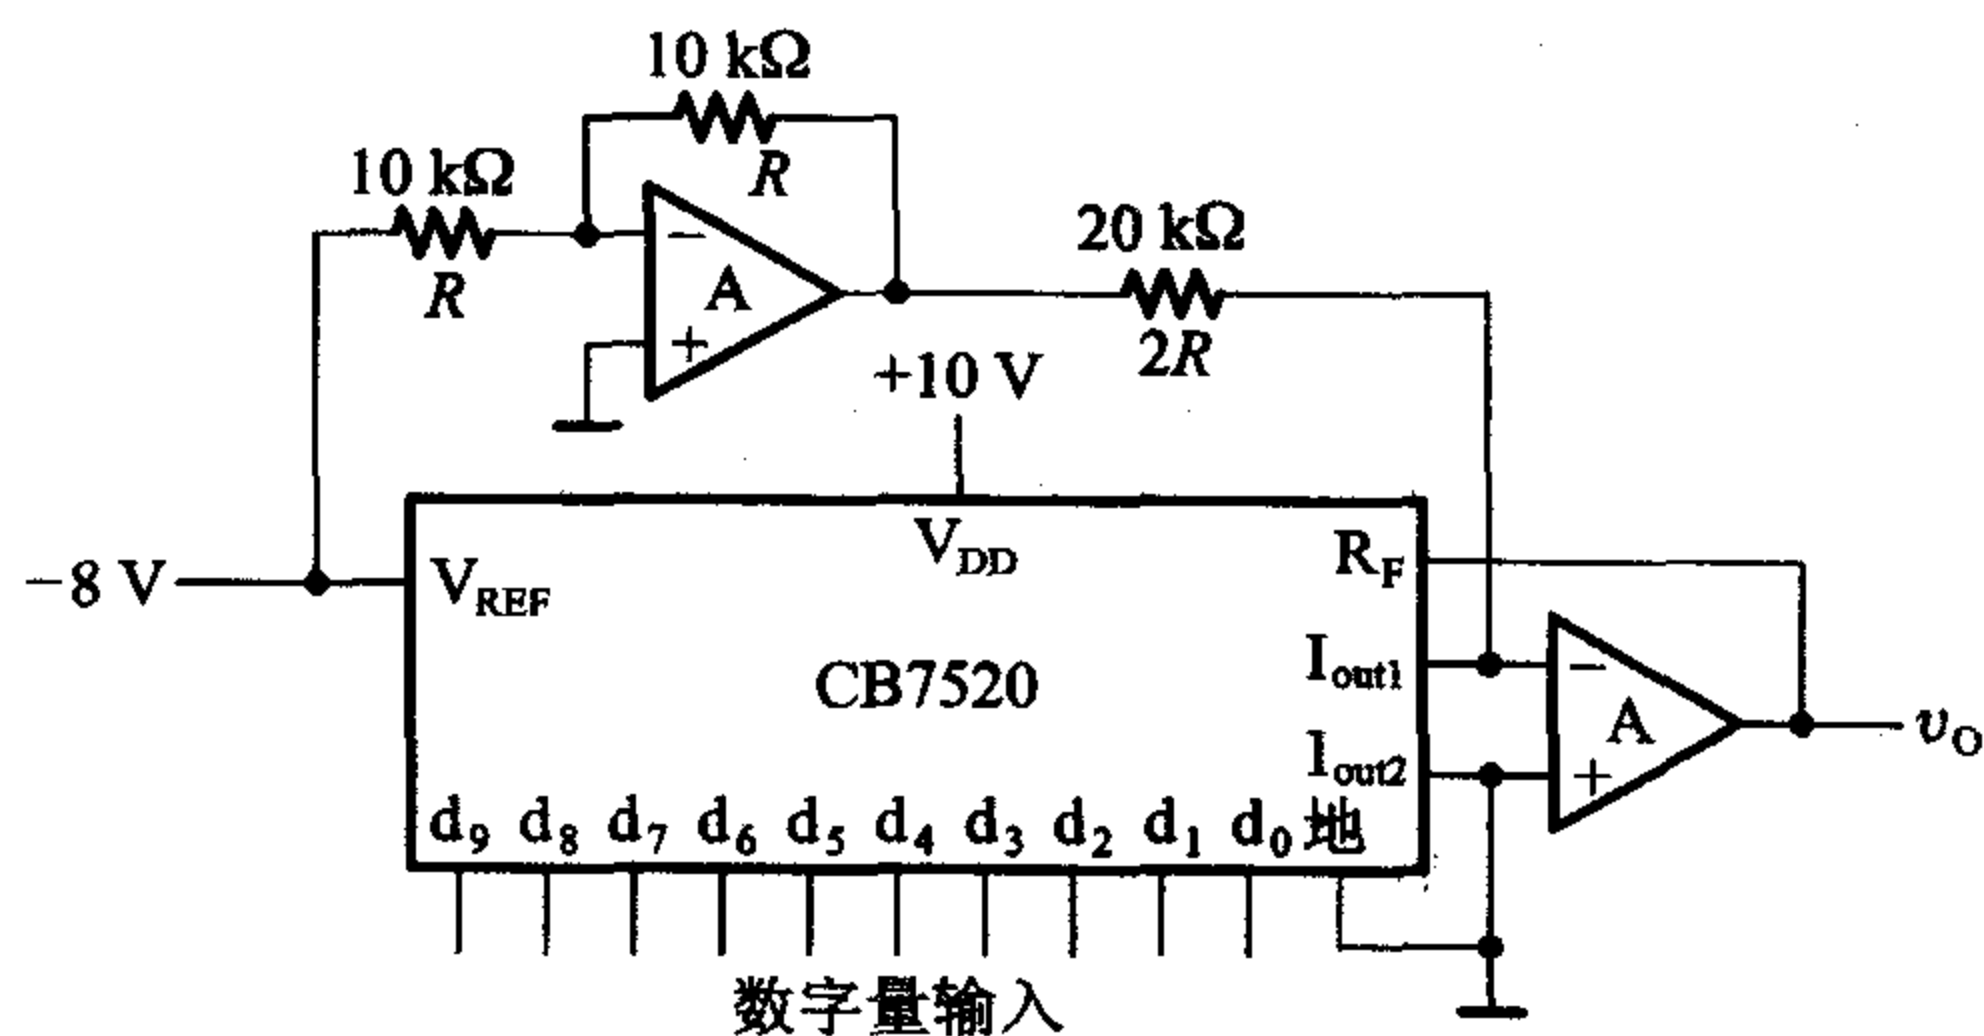 10 kΩ
R
10 kΩ
R
20 kΩ
2R
− A +
+10 V
−8 V
V_REF
V_DD
R_F
CB7520
I_out1
I_out2
− A +
υ_O
d₉ d₈ d₇ d₆ d₅ d₄ d₃ d₂ d₁ d₀ 地
数字量输入